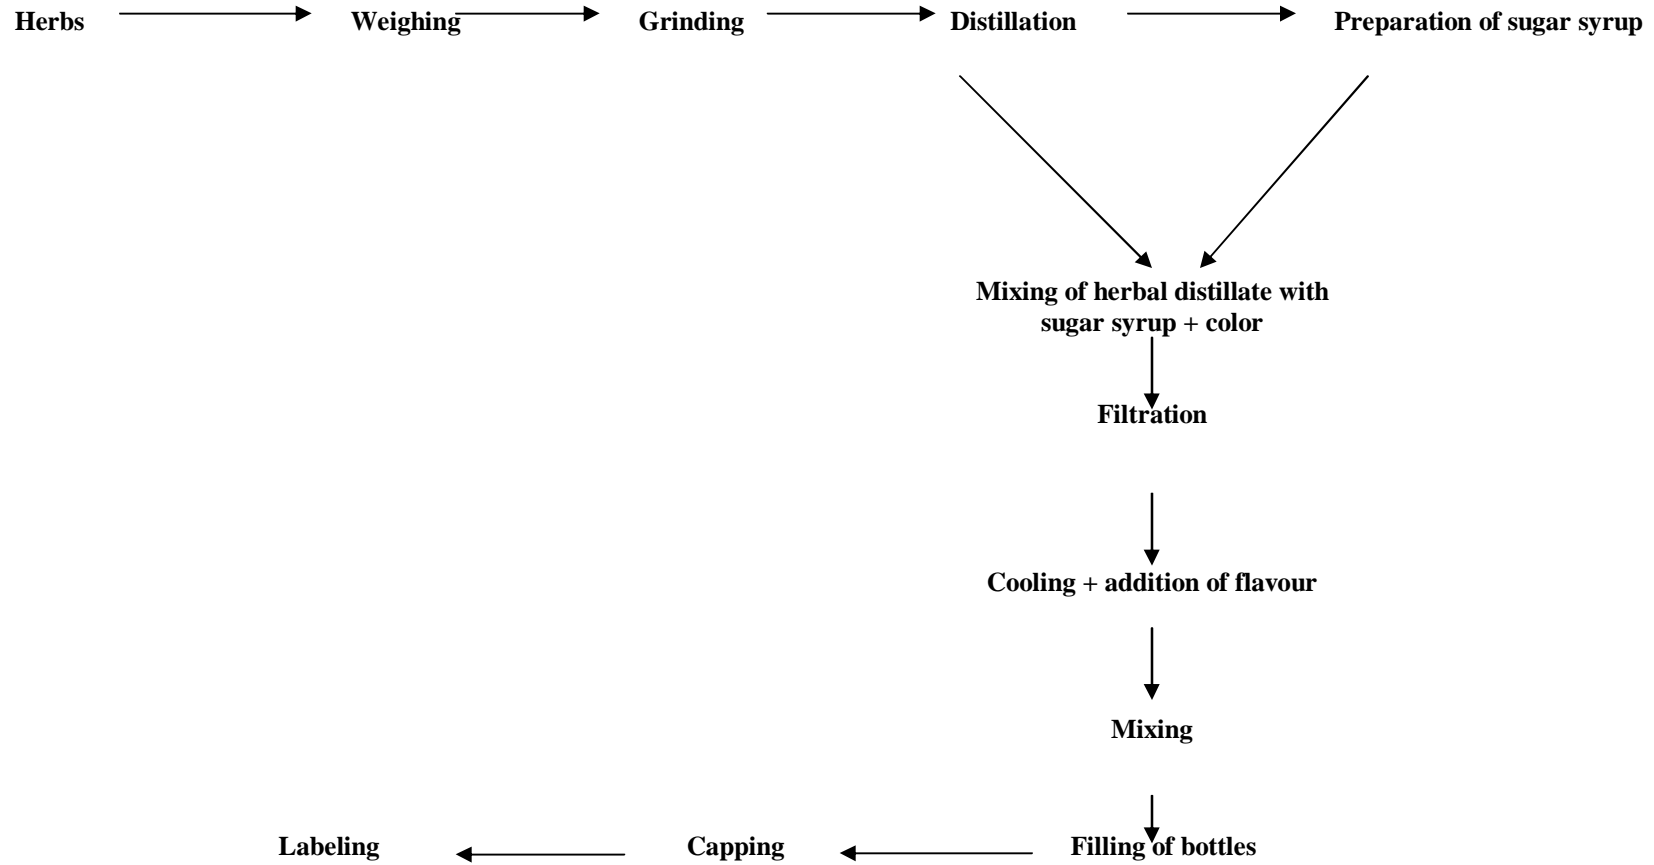 Herbs
Weighing
Grinding
Distillation
Preparation of sugar syrup
Mixing of herbal distillate with
sugar syrup + color
Filtration
Cooling + addition of flavour
Mixing
Filling of bottles
Capping
Labeling